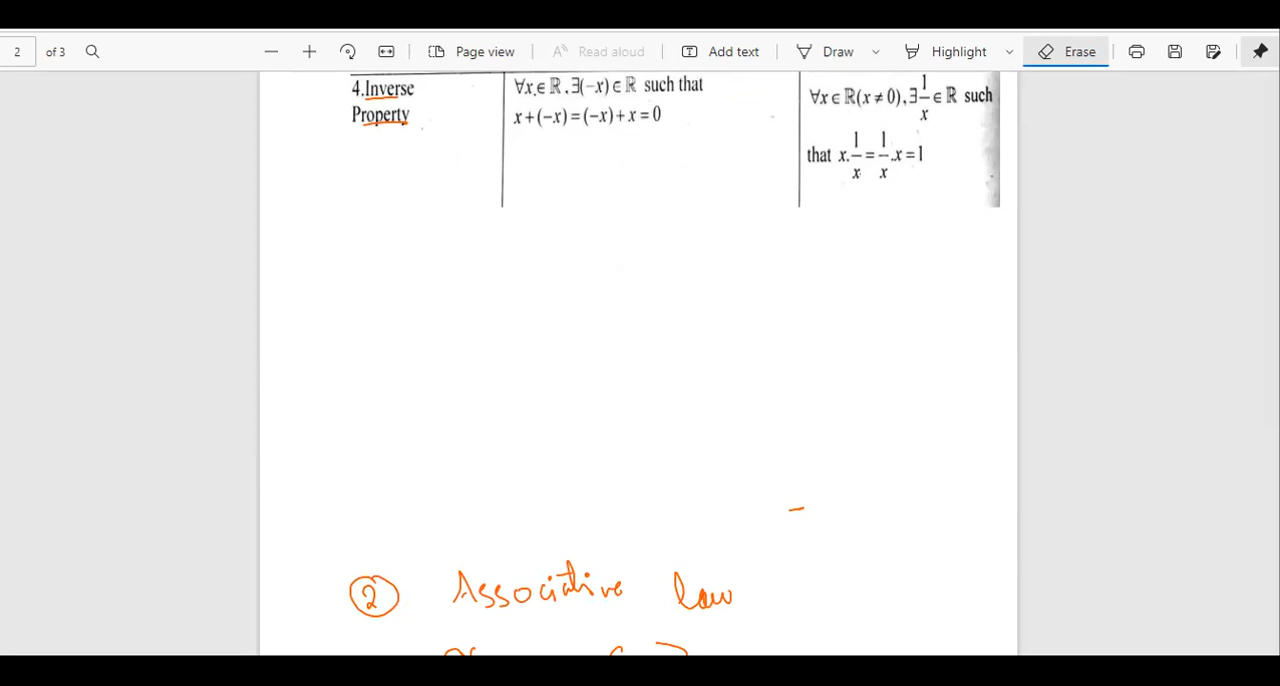 2 of 3 Page view Read aloud Add text Draw Highlight Erase
4.Inverse
Property
∀x ∈ ℝ, ∃(−x) ∈ ℝ such that
x + (−x) = (−x) + x = 0
∀x ∈ ℝ(x ≠ 0), ∃ 1/x ∈ ℝ such
that x. 1/x = 1/x .x = 1
② Associative law